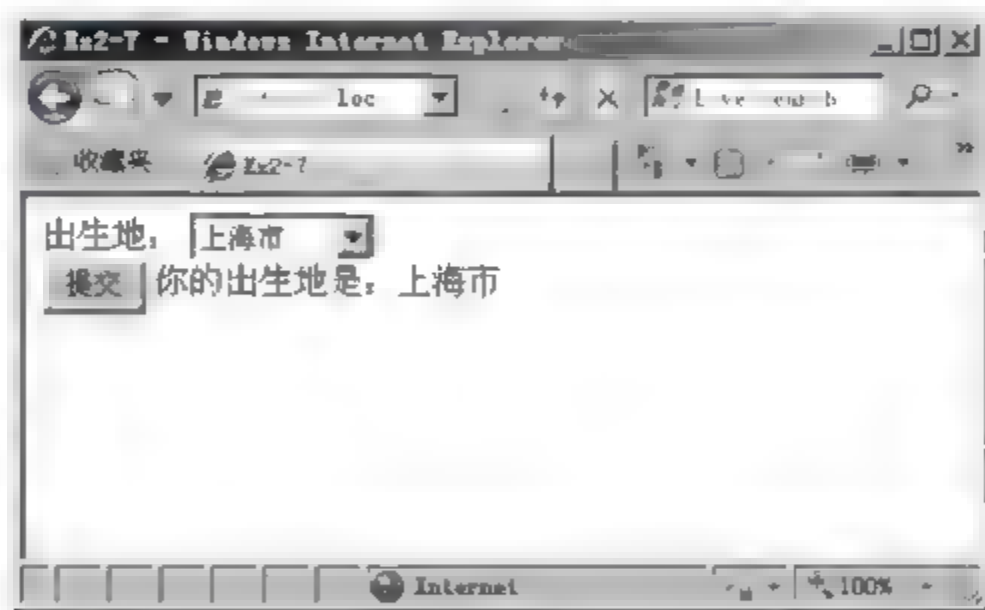 Ex2-7 - Windows Internet Explorer
loc
收藏夹 Ex2-7
出生地： 上海市
提交 你的出生地是：上海市
Internet 100%